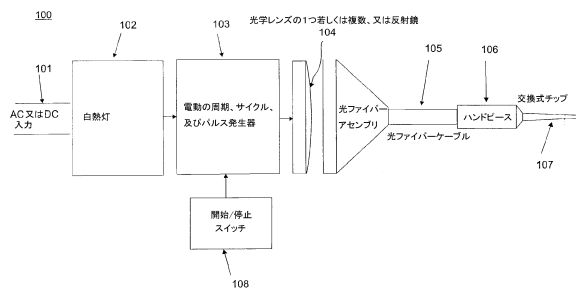 100
光学レンズの1つ若しくは複数、又は反射鏡
101
102
103
104
105
106
AC又はDC
入力
白熱灯
電動の周期、サイクル、
及びパルス発生器
光ファイバー
アセンブリ
光ファイバーケーブル
ハンドピース
交換式チップ
107
開始/停止
スイッチ
108